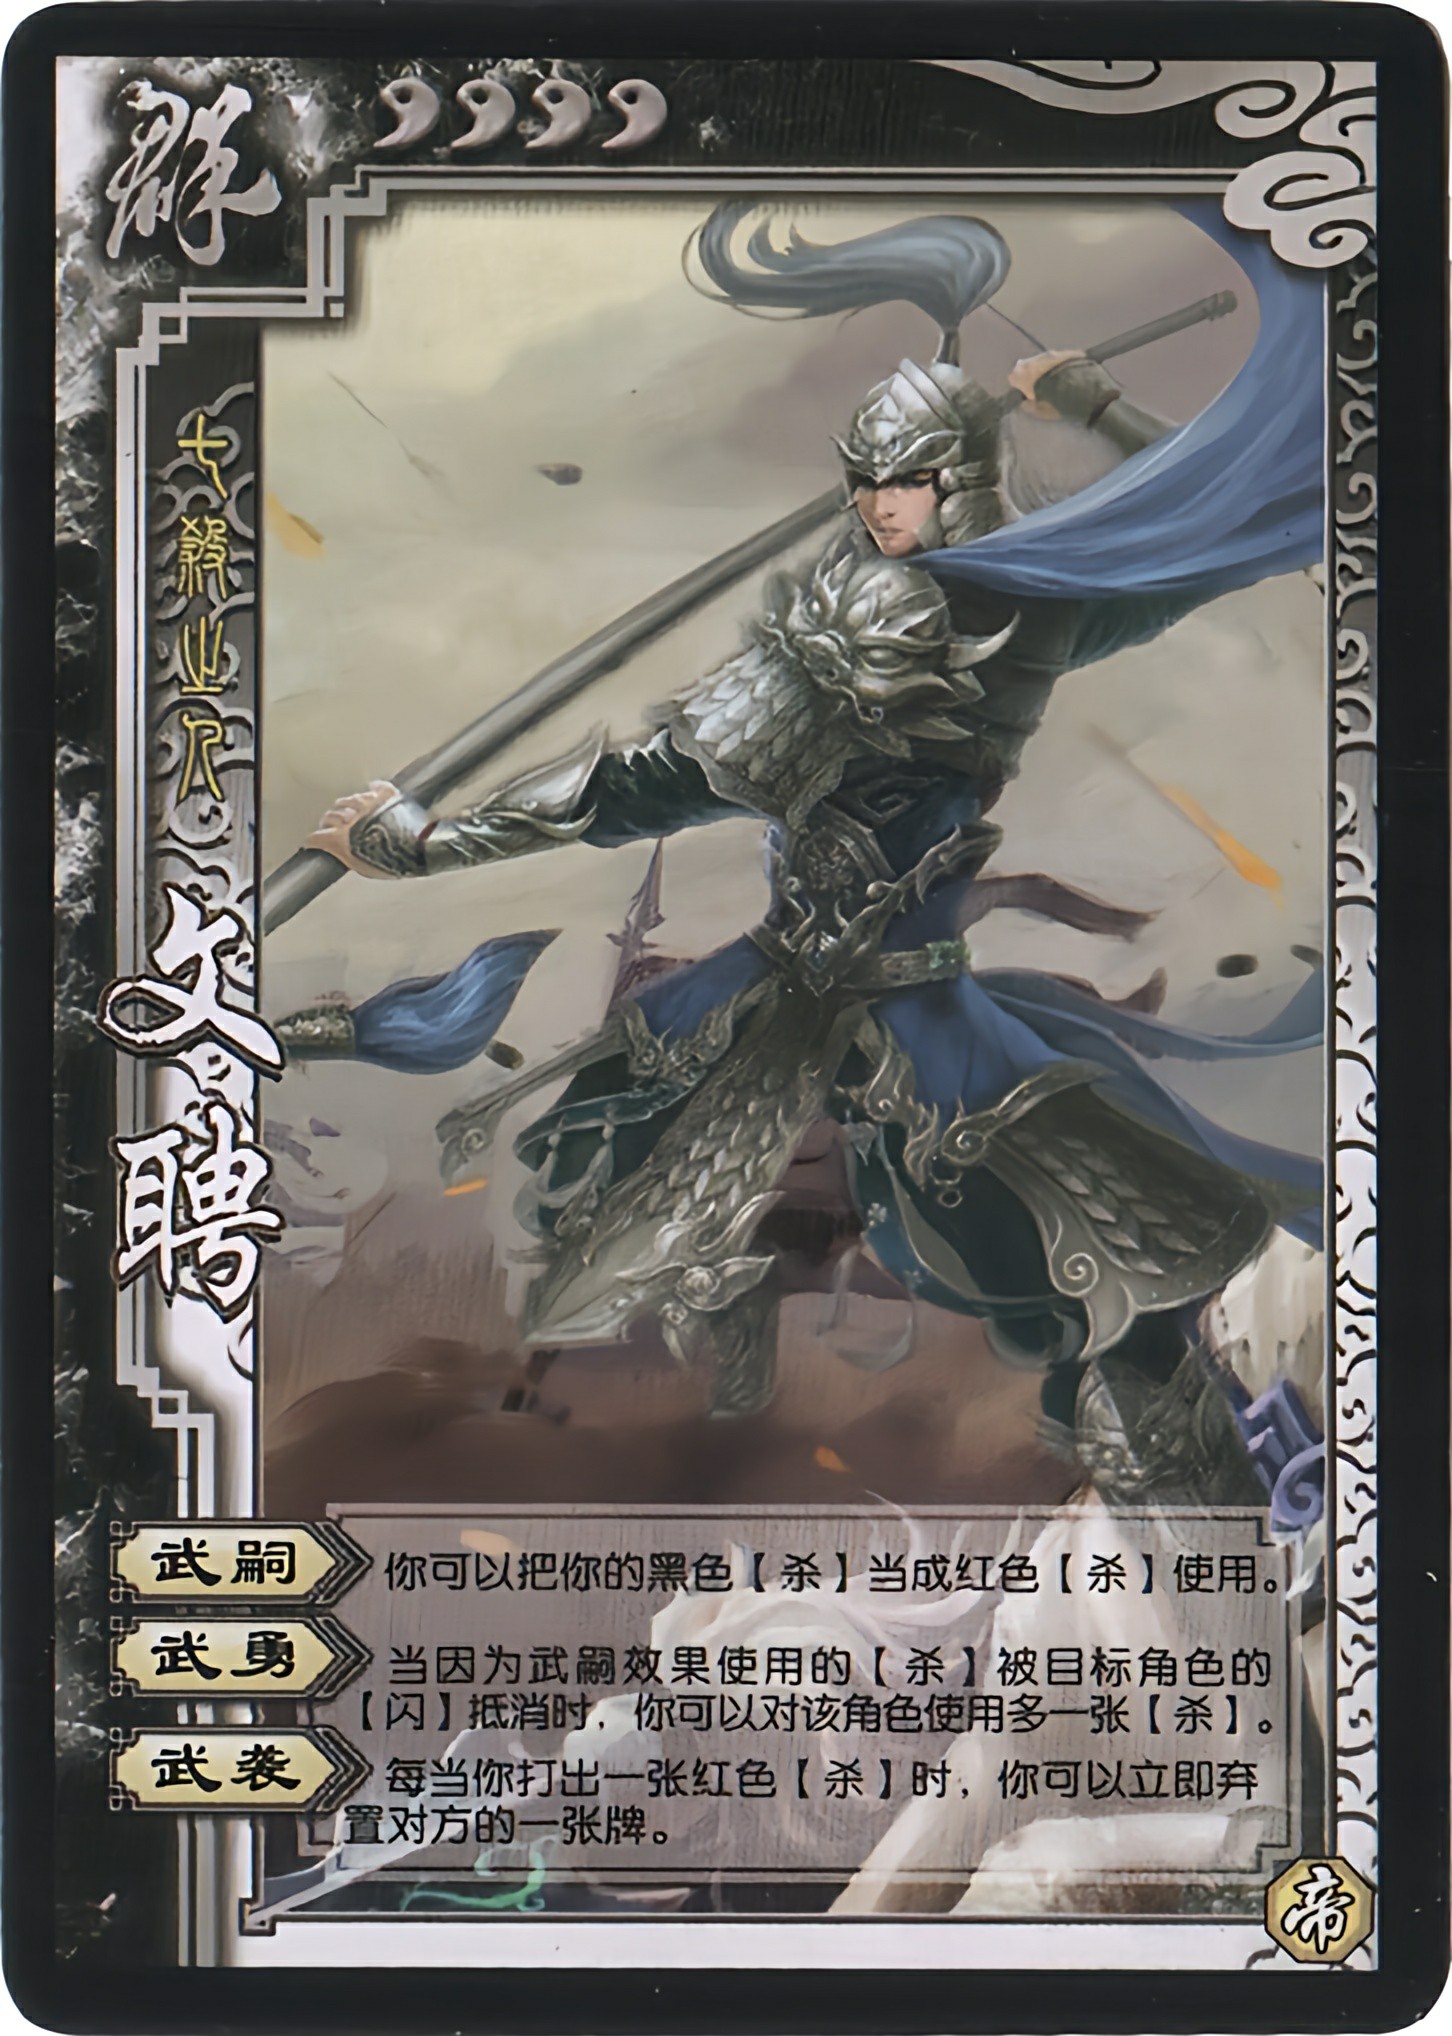 群
七殺之人
文聘
武嗣
你可以把你的黑色【杀】当成红色【杀】使用。
武勇
当因为武嗣效果使用的【杀】被目标角色的
【闪】抵消时，你可以对该角色使用多一张【杀】。
武袭
每当你打出一张红色【杀】时，你可以立即弃
置对方的一张牌。
帝